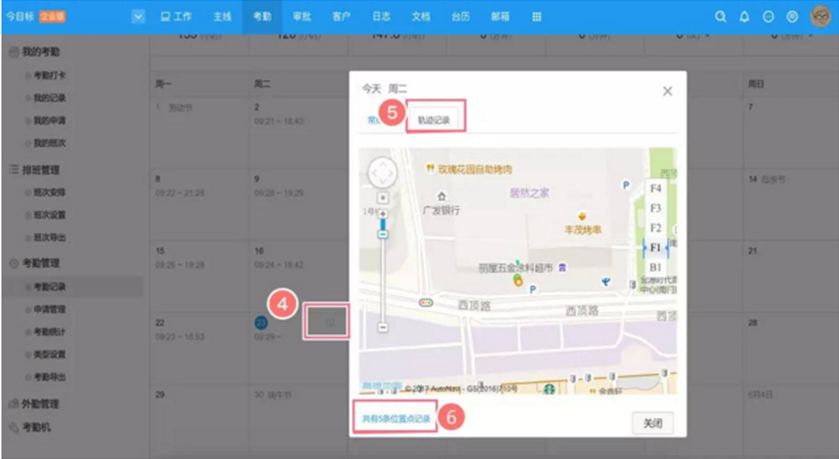 今目标 企业版 工作 主线 考勤 审批 客户 日志 文档 台历 邮箱
我的考勤
考勤打卡
我的记录
我的申请
我的班次
排班管理
班次安排
班次设置
班次导出
考勤管理
考勤记录
申请管理
考勤统计
类型设置
考勤导出
外勤管理
考勤机
周一 周二 周日
1 劳动节 2 7
09:21 ~ 18:43
8 9 14 母亲节
09:22 ~ 21:28 09:28 ~ 19:29
15 16 21
09:26 ~ 19:28 09:24 ~ 18:42
22 23 28
09:23 ~ 18:53 09:29 ~
29 30 端午节 6月4日
4
今天 周二
5
轨迹记录
玫瑰花园自助烤肉
居然之家
P
广发银行
丰茂烤串
丽屋五金涂料超市
P
西顶路
西顶路
F4
F3
F2
F1
B1
© 2017 AutoNavi - GS(2016)710号
共有5条位置点记录
6
关闭